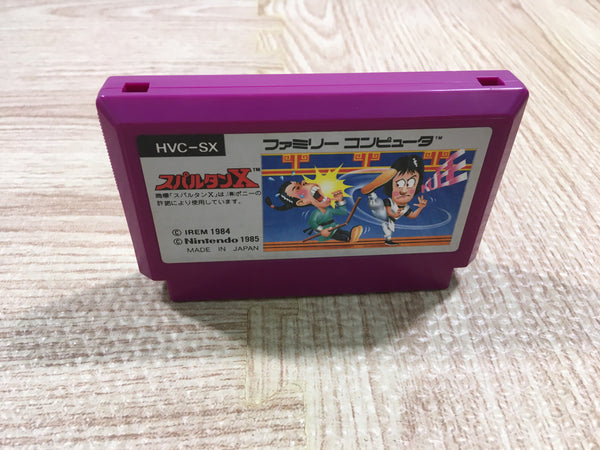 HVC-SX
ファミリー コンピュータ™
スパルタンX™
商標「スパルタンX」は(株)ポニーの
許諾により使用しています。
© IREM 1984
© Nintendo 1985
MADE IN JAPAN